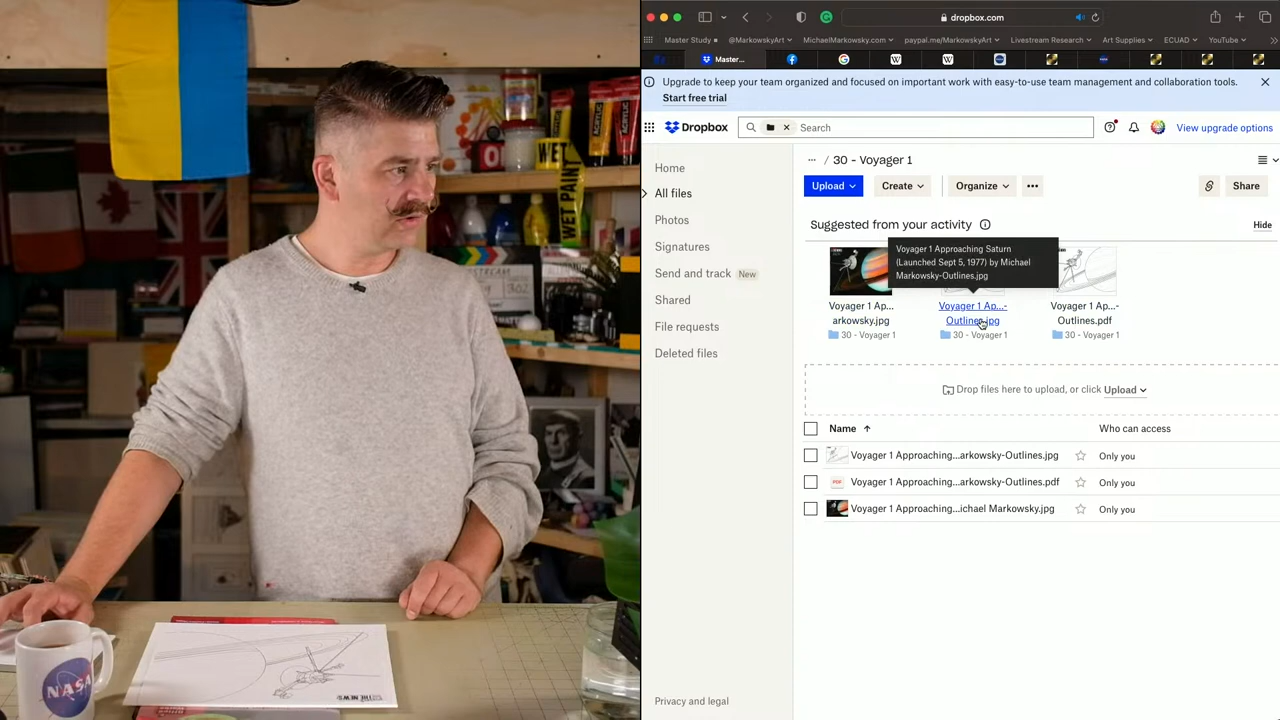 ACRYLIC
ACRYLIC
WET
WET PAINT
NASA
THE NEW
dropbox.com
Master Study
@MarkowskyArt
MichaelMarkowsky.com
paypal.me/MarkowskyArt
Livestream Research
Art Supplies
ECUAD
YouTube
Master...
Upgrade to keep your team organized and focused on important work with easy-to-use team management and collaboration tools.
Start free trial
Dropbox
Search
View upgrade options
Home
All files
Photos
Signatures
Send and track New
Shared
File requests
Deleted files
Privacy and legal
... / 30 - Voyager 1
Upload
Create
Organize
Share
Suggested from your activity
Hide
Voyager 1 Approaching Saturn
(Launched Sept 5, 1977) by Michael
Markowsky-Outlines.jpg
Voyager 1 Ap...
arkowsky.jpg
30 - Voyager 1
Voyager 1 Ap...-
Outlines.jpg
30 - Voyager 1
Voyager 1 Ap...-
Outlines.pdf
30 - Voyager 1
Drop files here to upload, or click Upload
Name
Who can access
Voyager 1 Approaching...arkowsky-Outlines.jpg
Only you
PDF
Voyager 1 Approaching...arkowsky-Outlines.pdf
Only you
Voyager 1 Approaching...ichael Markowsky.jpg
Only you